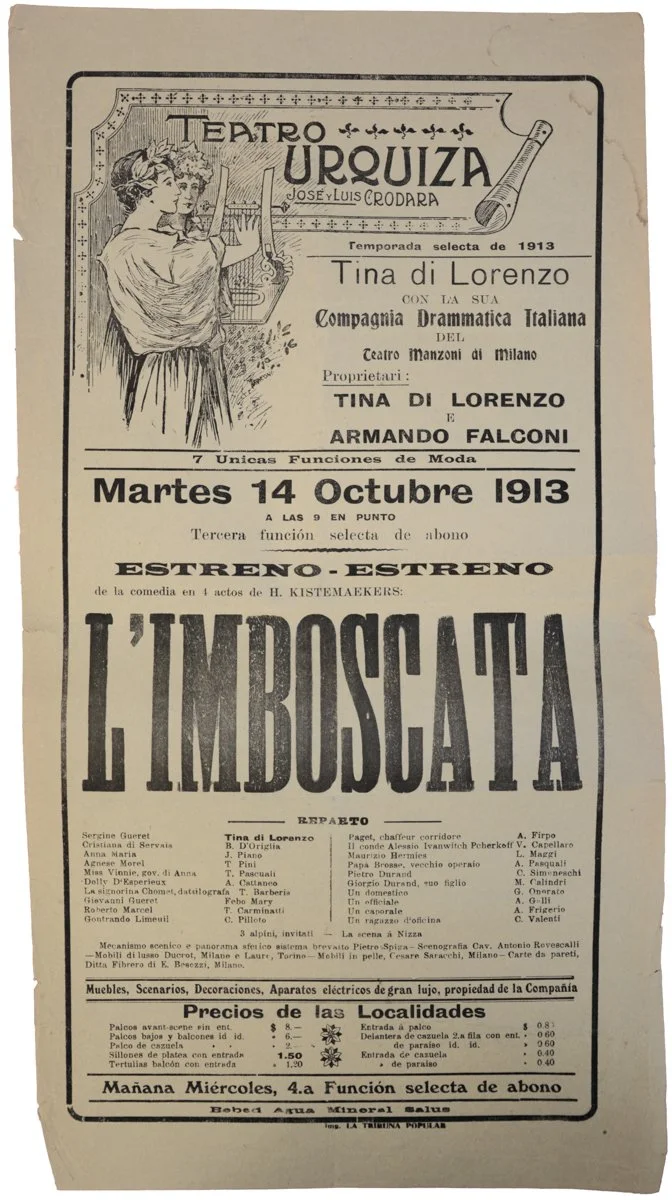 TEATRO
URQUIZA
JOSÉ Y LUIS CRODARA
Temporada selecta de 1913
Tina di Lorenzo
CON LA SUA
Compagnia Drammatica Italiana
DEL
Teatro Manzoni di Milano
Proprietari:
TINA DI LORENZO
E
ARMANDO FALCONI
7 Unicas Funciones de Moda
Martes 14 Octubre 1913
A LAS 9 EN PUNTO
Tercera función selecta de abono
ESTRENO - ESTRENO
de la comedia en 4 actos de H. KISTEMAEKERS:
L'IMBOSCATA
REPARTO
Sergine Gueret Tina di Lorenzo
Cristiana di Servais B. D'Origlia
Anna Maria J. Piano
Agnese Morel T. Pini
Miss Vinnie, gov. di Anna T. Pascuali
Dolly D'Esperieux A. Cattaneo
La signorina Chomet, datsilografa T. Barberis
Giovanni Gueret Febo Mary
Roberto Marcel T. Carminatti
Gontrando Limeuil C. Pilloto
Paget, chaffeur corridore A. Firpo
Il conde Alessio Ivanwitch Pcherkoff V. Capellaro
Maurizio Hermies L. Maggi
Papa Brosse, vecchio operaio A. Pasquali
Pietro Durand C. Simoneschi
Giorgio Durand, suo figlio M. Calindri
Un domestico G. Onorato
Un officiale A. Galli
Un caporale A. Frigerio
Un ragazzo d'oficina C. Valenti
3 alpini, invitati — La scena à Nizza
Mecanismo scenico e panorama sferico sistema brevaito Pietro Spiga – Scenografia Cav. Antonio Rovescalli
– Mobili di lusso Ducrot, Milano e Laure, Torino – Mobili in pelle, Cesare Saracchi, Milano – Carte da pareti,
Ditta Fibrero di E. Besozzi, Milano.
Muebles, Scenarios, Decoraciones, Aparatos eléctricos de gran lujo, propiedad de la Compañia
Precios de las Localidades
Palcos avant-scene sin ent. $ 8.—
Palcos bajos y balcones id id. » 6.—
Palco de cazuela » » » 2.—
Sillones de platea con entrada 1.50
Tertulias balcón con entrada » 1.20
Entrada á palco $
Delantera de cazuela 2.a fila con ent. » 0 60
» de paraiso id. id. » 0 60
Entrada de cazuela » 0.40
» de paraiso » 0.40
Mañana Miércoles, 4.a Función selecta de abono
Bebed Agua Mineral Salus
Imp. LA TRIBUNA POPULAR